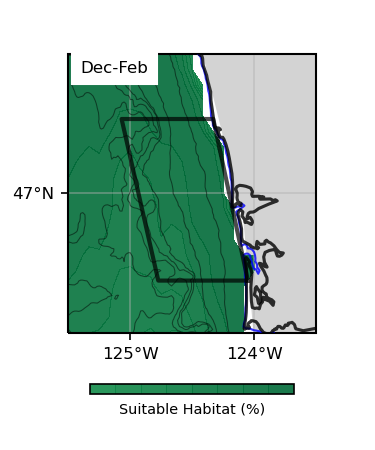 Dec-Feb
47°N
125°W 124°W
Suitable Habitat (%)